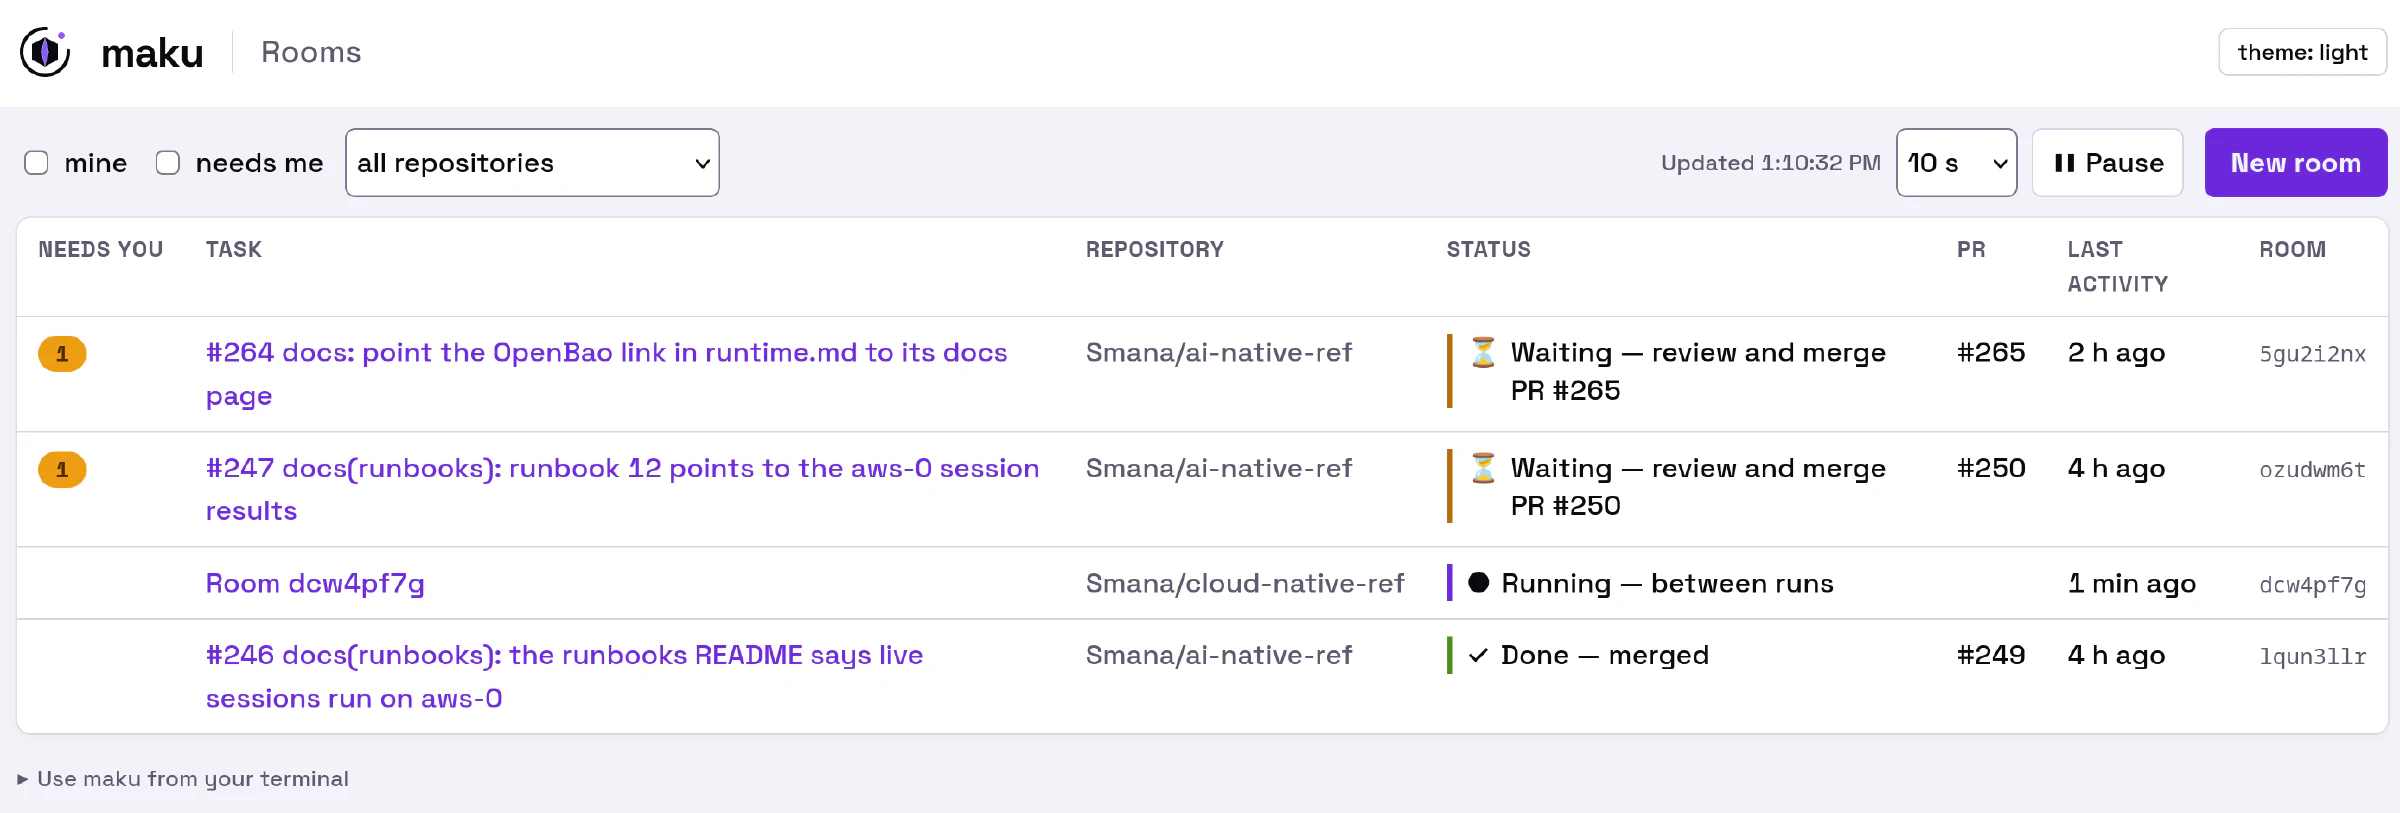 maku
Rooms
theme: light
mine
needs me
all repositories
Updated 1:10:32 PM
10 s
Pause
New room
NEEDS YOU
TASK
REPOSITORY
STATUS
PR
LAST
ACTIVITY
ROOM
1
#264 docs: point the OpenBao link in runtime.md to its docs
page
Smana/ai-native-ref
Waiting — review and merge
PR #265
#265
2 h ago
5gu2i2nx
1
#247 docs(runbooks): runbook 12 points to the aws-0 session
results
Smana/ai-native-ref
Waiting — review and merge
PR #250
#250
4 h ago
ozudwm6t
Room dcw4pf7g
Smana/cloud-native-ref
Running — between runs
1 min ago
dcw4pf7g
#246 docs(runbooks): the runbooks README says live
sessions run on aws-0
Smana/ai-native-ref
Done — merged
#249
4 h ago
lqun3llr
Use maku from your terminal